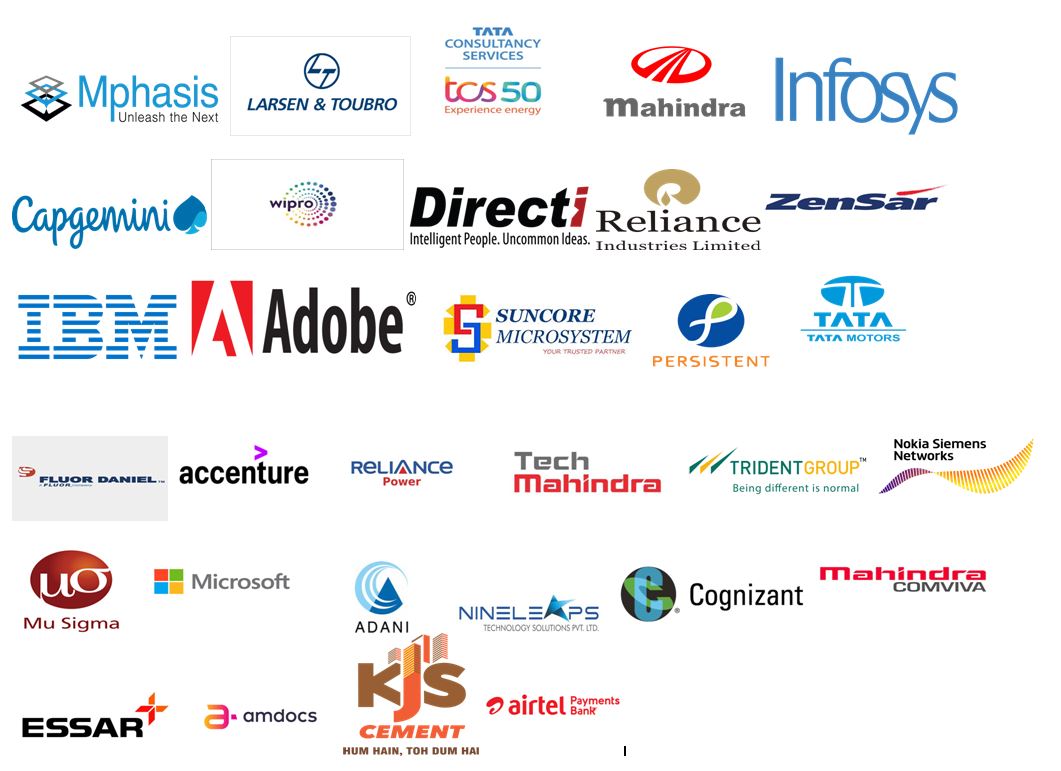 Mphasis
Unleash the Next
LARSEN & TOUBRO
TATA
CONSULTANCY
SERVICES
tcs 50
Experience energy
mahindra
Infosys
Capgemini
wipro
Directi
Intelligent People. Uncommon Ideas.
Reliance
Industries Limited
ZenSar
IBM
Adobe®
SUNCORE
MICROSYSTEM
YOUR TRUSTED PARTNER
PERSISTENT
TATA
TATA MOTORS
FLUOR DANIEL™
accenture
RELIANCE
Power
Tech
Mahindra
TRIDENTGROUP™
Being different is normal
Nokia Siemens
Networks
μσ
Mu Sigma
Microsoft
ADANI
NINELEAPS
TECHNOLOGY SOLUTIONS PVT. LTD.
® Cognizant
Mahindra
COMVIVA
ESSAR
amdocs
KJS
CEMENT
HUM HAIN, TOH DUM HAI
airtel Payments
Bank